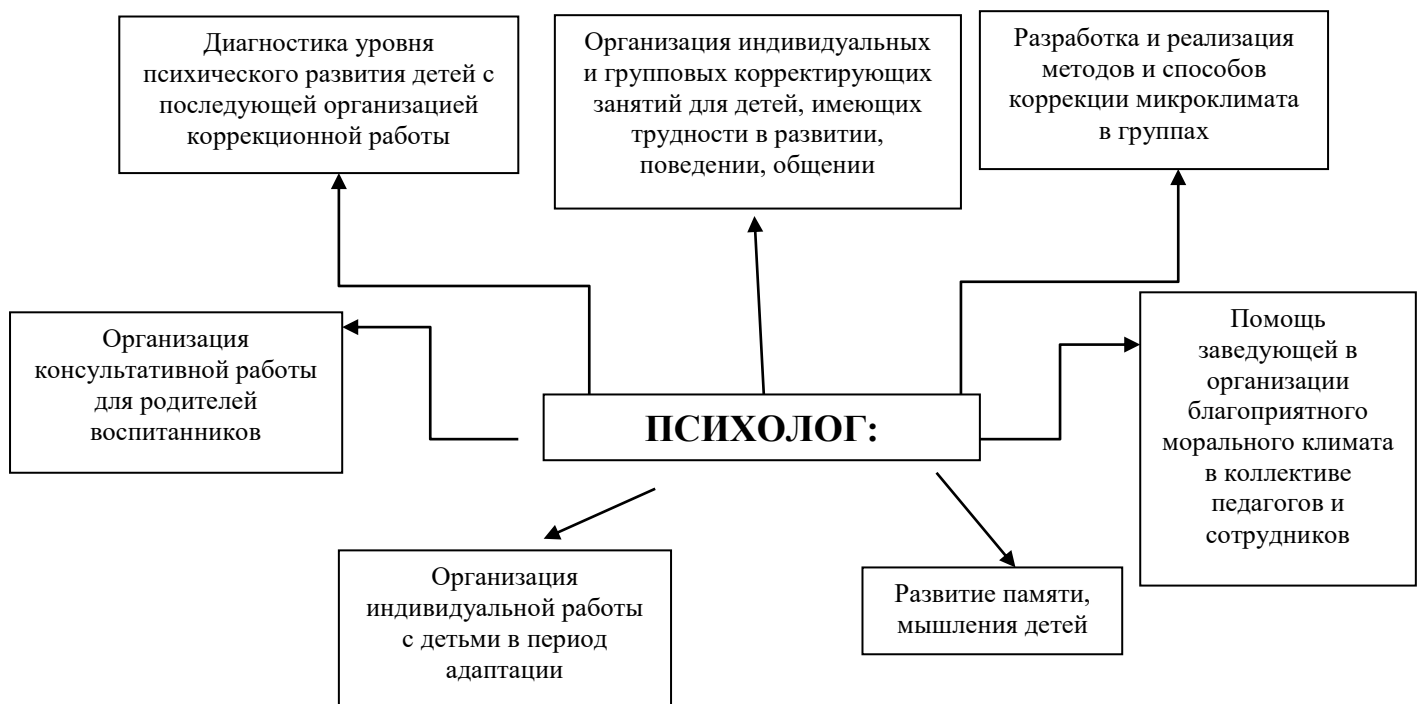 Диагностика уровня
психического развития детей с
последующей организацией
коррекционной работы
Организация индивидуальных
и групповых корректирующих
занятий для детей, имеющих
трудности в развитии,
поведении, общении
Разработка и реализация
методов и способов
коррекции микроклимата
в группах
Организация
консультативной работы
для родителей
воспитанников
ПСИХОЛОГ:
Помощь
заведующей в
организации
благоприятного
морального климата
в коллективе
педагогов и
сотрудников
Организация
индивидуальной работы
с детьми в период
адаптации
Развитие памяти,
мышления детей